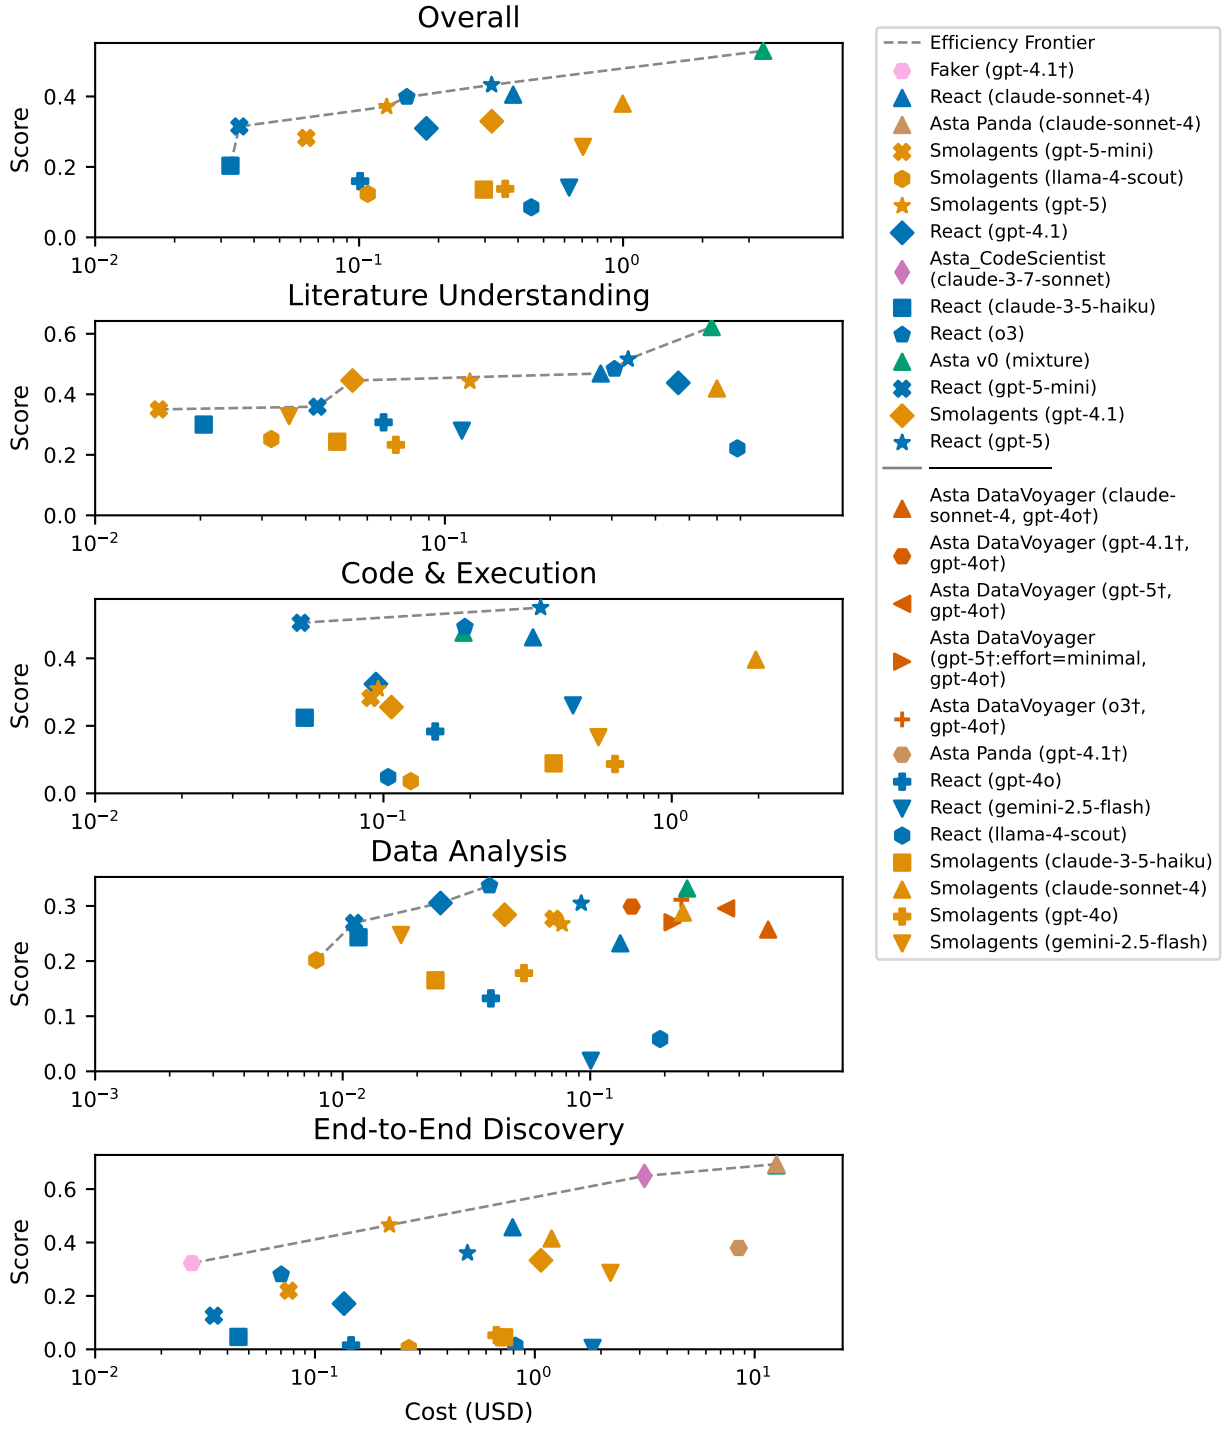 Overall
Score
0.4
0.2
0.0
10⁻²
10⁻¹
10⁰
Literature Understanding
Score
0.6
0.4
0.2
0.0
10⁻²
10⁻¹
Code & Execution
Score
0.4
0.2
0.0
10⁻²
10⁻¹
10⁰
Data Analysis
Score
0.3
0.2
0.1
0.0
10⁻³
10⁻²
10⁻¹
End-to-End Discovery
Score
0.6
0.4
0.2
0.0
10⁻²
10⁻¹
10⁰
10¹
Cost (USD)
Efficiency Frontier
Faker (gpt-4.1†)
React (claude-sonnet-4)
Asta Panda (claude-sonnet-4)
Smolagents (gpt-5-mini)
Smolagents (llama-4-scout)
Smolagents (gpt-5)
React (gpt-4.1)
Asta_CodeScientist
(claude-3-7-sonnet)
React (claude-3-5-haiku)
React (o3)
Asta v0 (mixture)
React (gpt-5-mini)
Smolagents (gpt-4.1)
React (gpt-5)
Asta DataVoyager (claude-
sonnet-4, gpt-4o†)
Asta DataVoyager (gpt-4.1†,
gpt-4o†)
Asta DataVoyager (gpt-5†,
gpt-4o†)
Asta DataVoyager
(gpt-5†:effort=minimal,
gpt-4o†)
Asta DataVoyager (o3†,
gpt-4o†)
Asta Panda (gpt-4.1†)
React (gpt-4o)
React (gemini-2.5-flash)
React (llama-4-scout)
Smolagents (claude-3-5-haiku)
Smolagents (claude-sonnet-4)
Smolagents (gpt-4o)
Smolagents (gemini-2.5-flash)